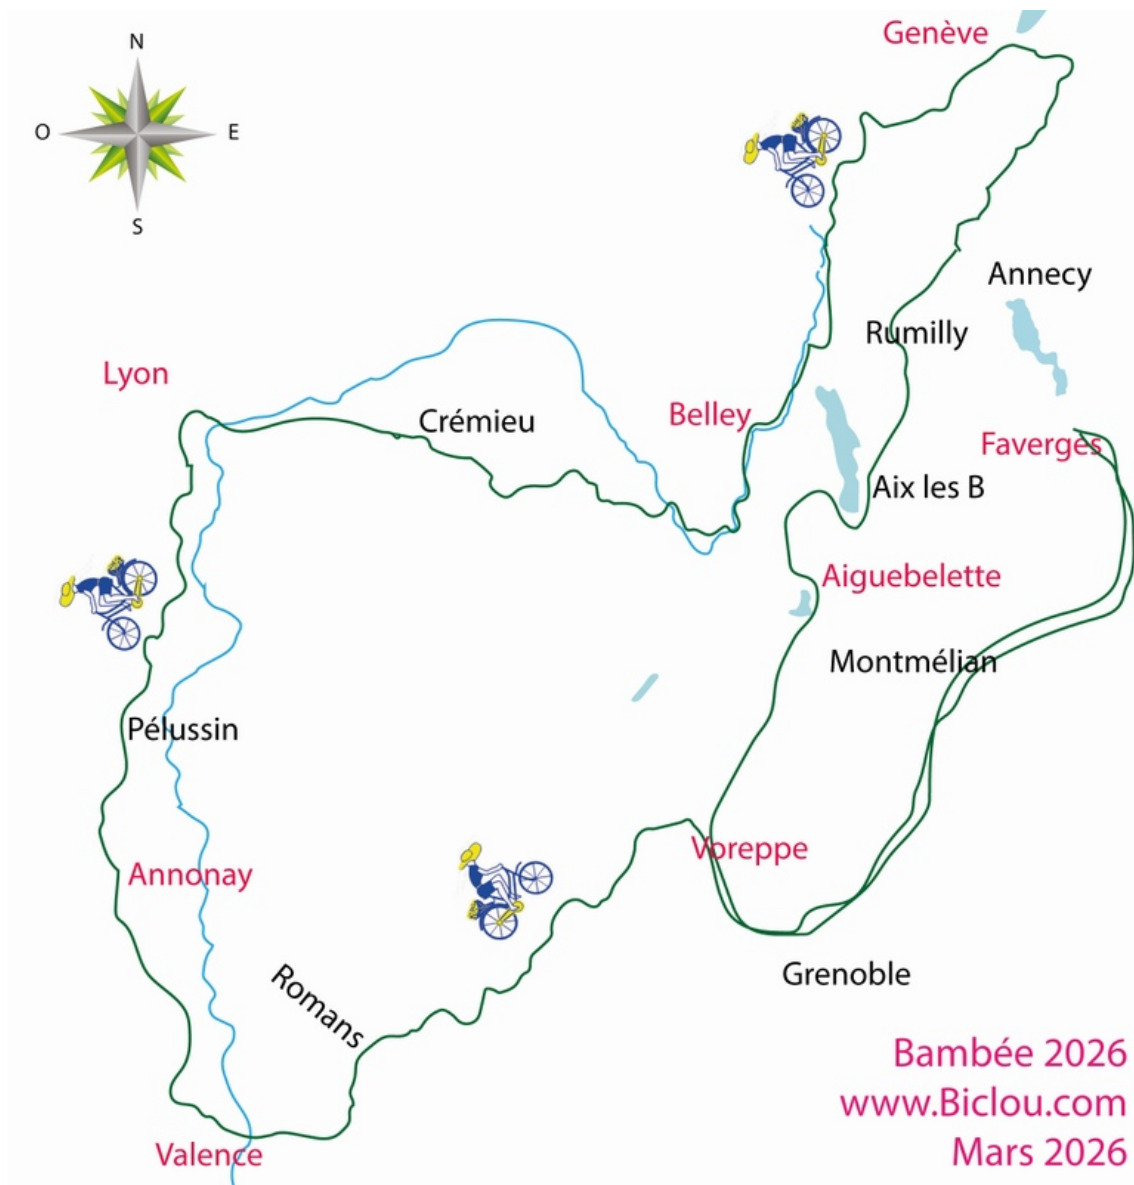 Genève
N
O
E
S
Annecy
Rumilly
Lyon
Belley
Crémieu
Faverges
Aix les B
Aiguebelette
Montmélian
Pélussin
Voreppe
Annonay
Grenoble
Romans
Valence
Bambée 2026
www.Biclou.com
Mars 2026